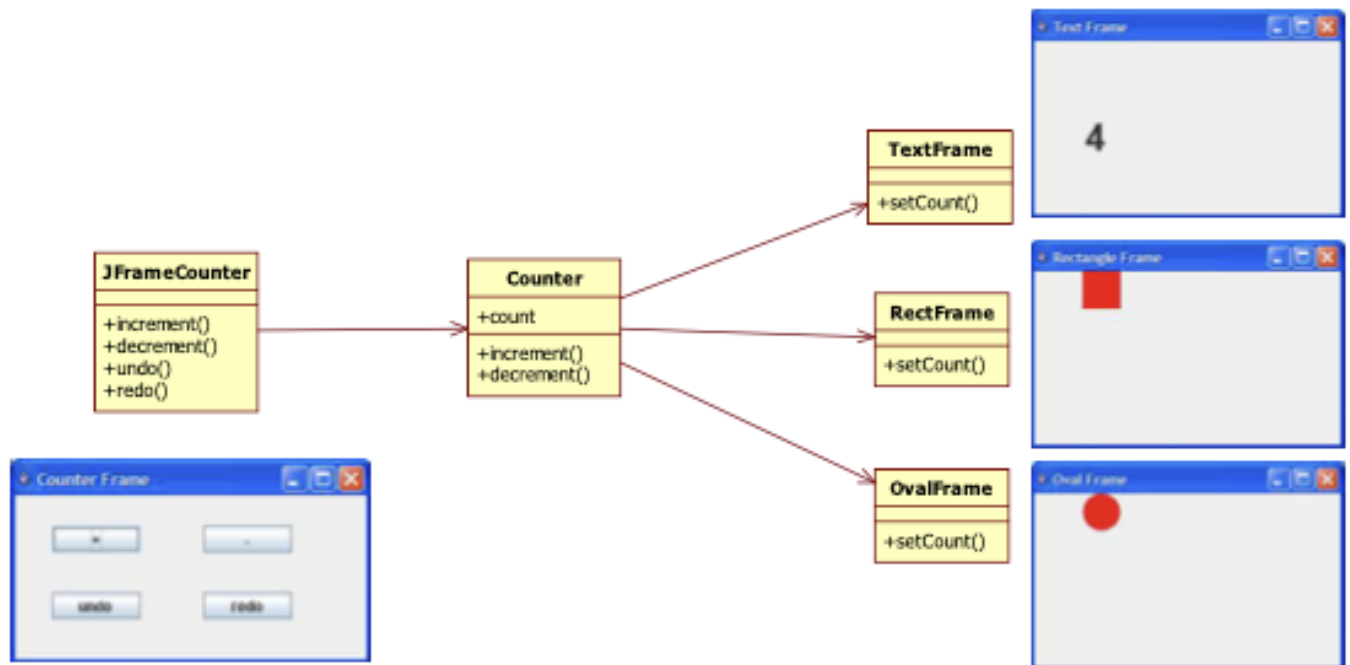 Text Frame
4
TextFrame
+setCount()
Rectangle Frame
JFrameCounter
+increment()
+decrement()
+undo()
+redo()
Counter
+count
+increment()
+decrement()
RectFrame
+setCount()
Counter Frame
undo
redo
OvalFrame
+setCount()
Oval Frame